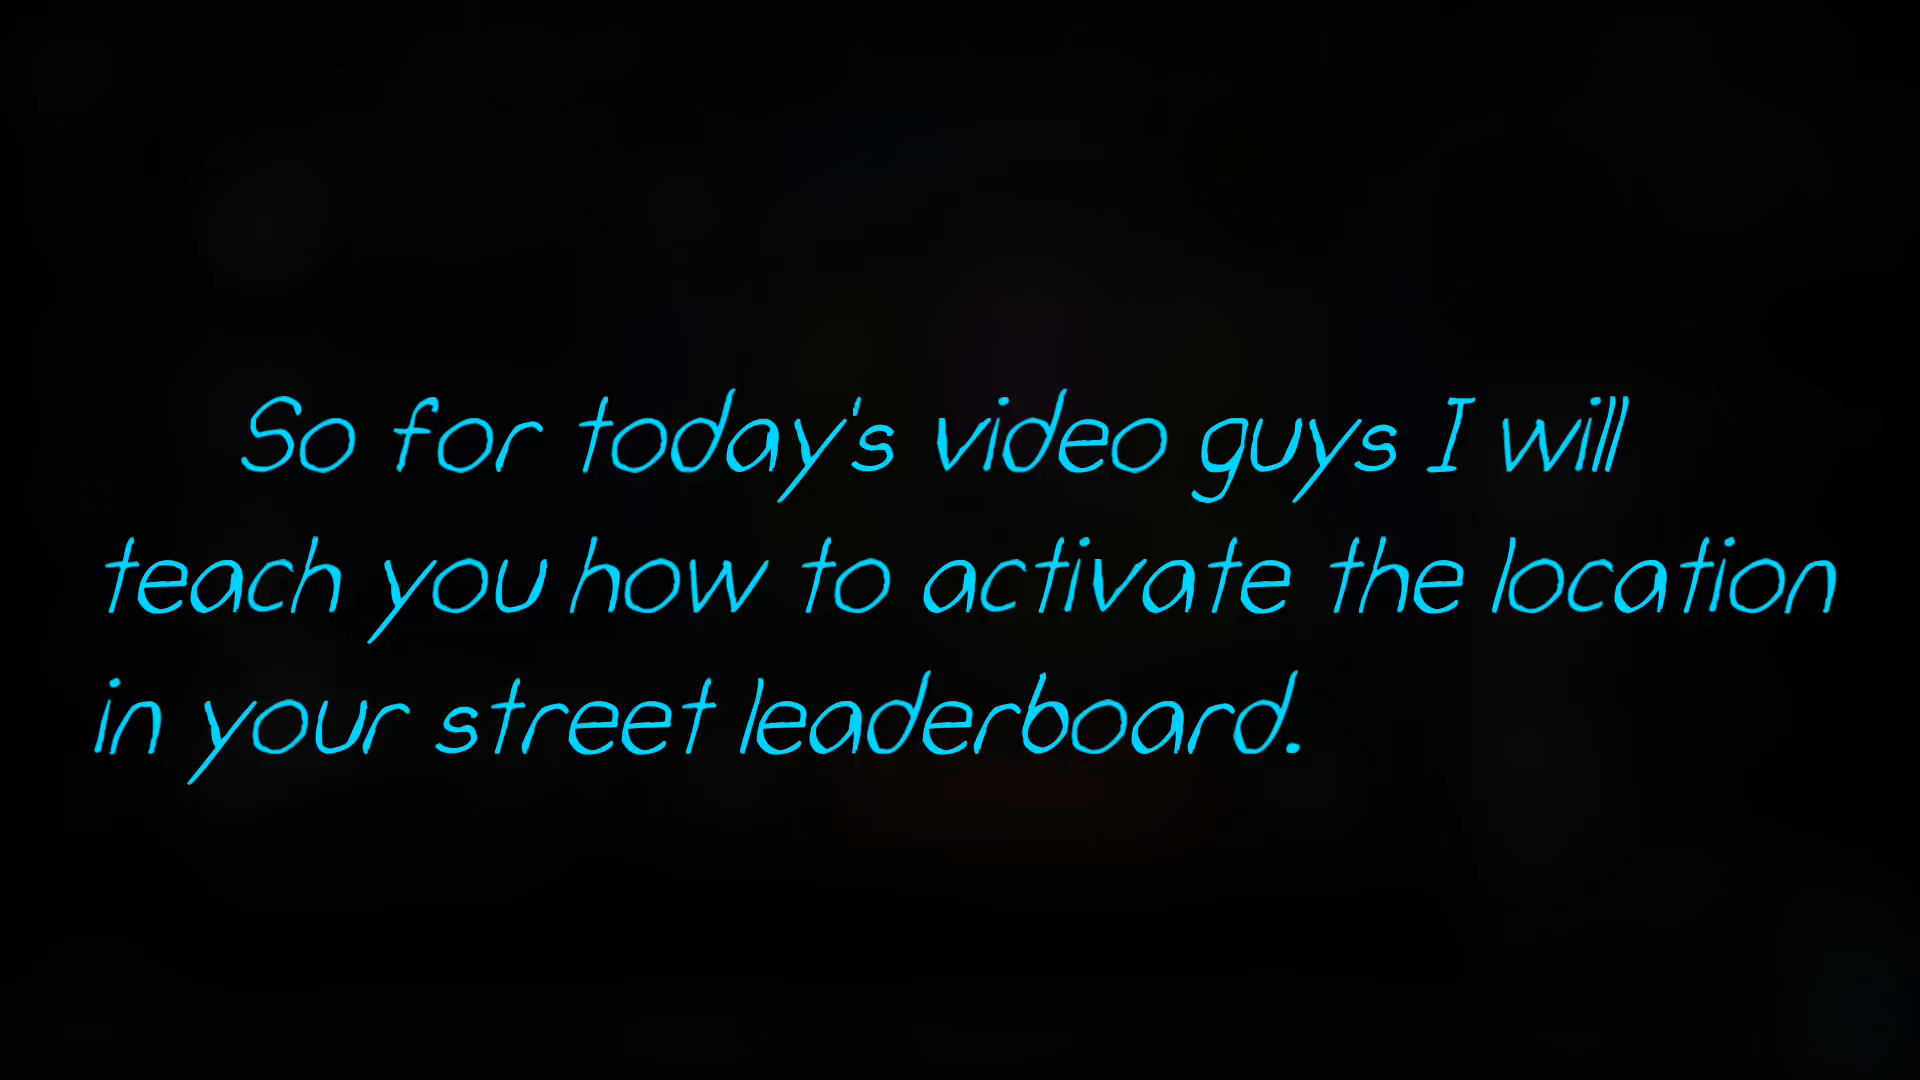 So for today's video guys I will
teach you how to activate the location
in your street leaderboard.